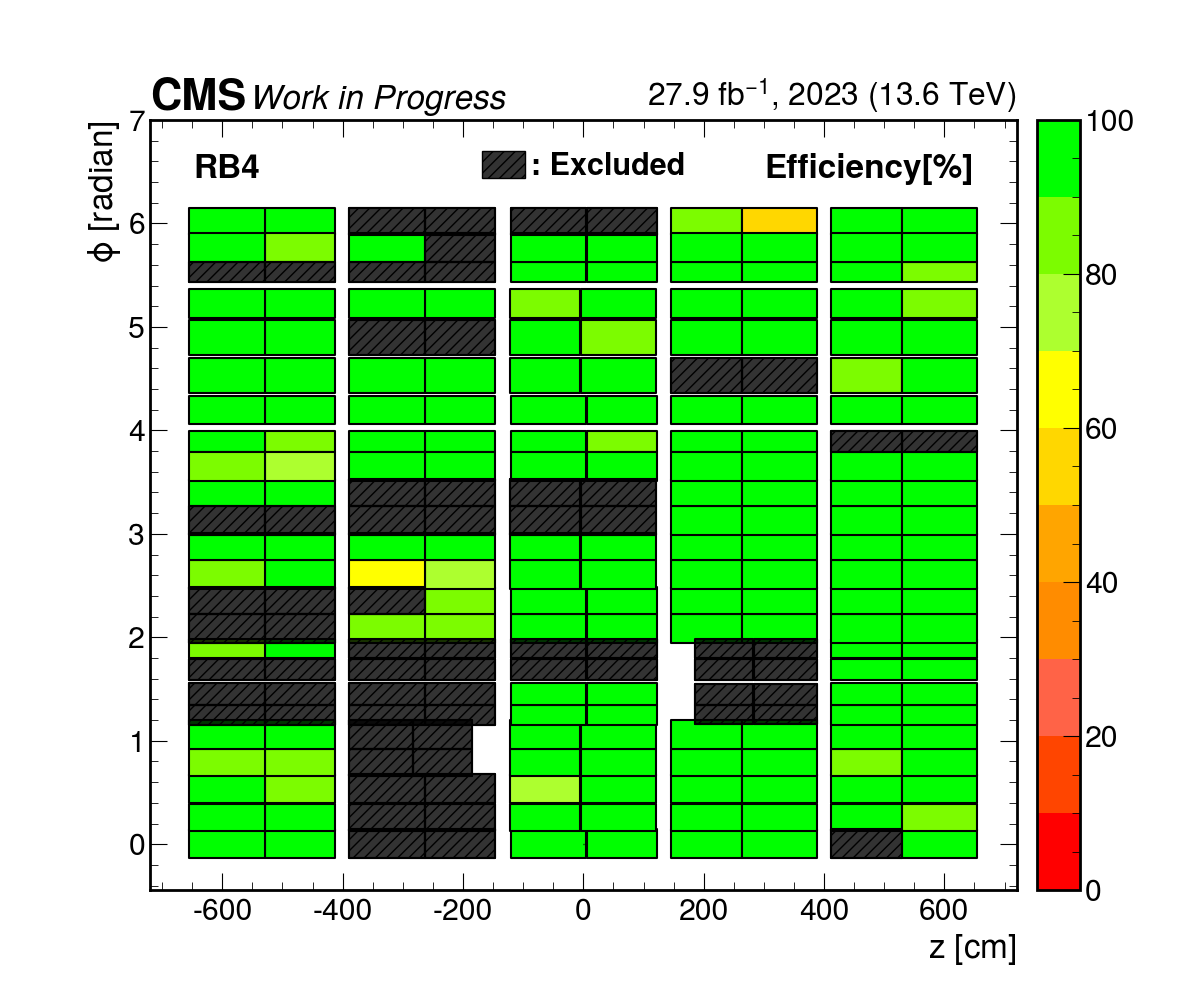 CMS Work in Progress 27.9 fb⁻¹, 2023 (13.6 TeV)
RB4 : Excluded Efficiency[%]
ϕ [radian]
7
6
5
4
3
2
1
0
-600 -400 -200 0 200 400 600
z [cm]
100
80
60
40
20
0